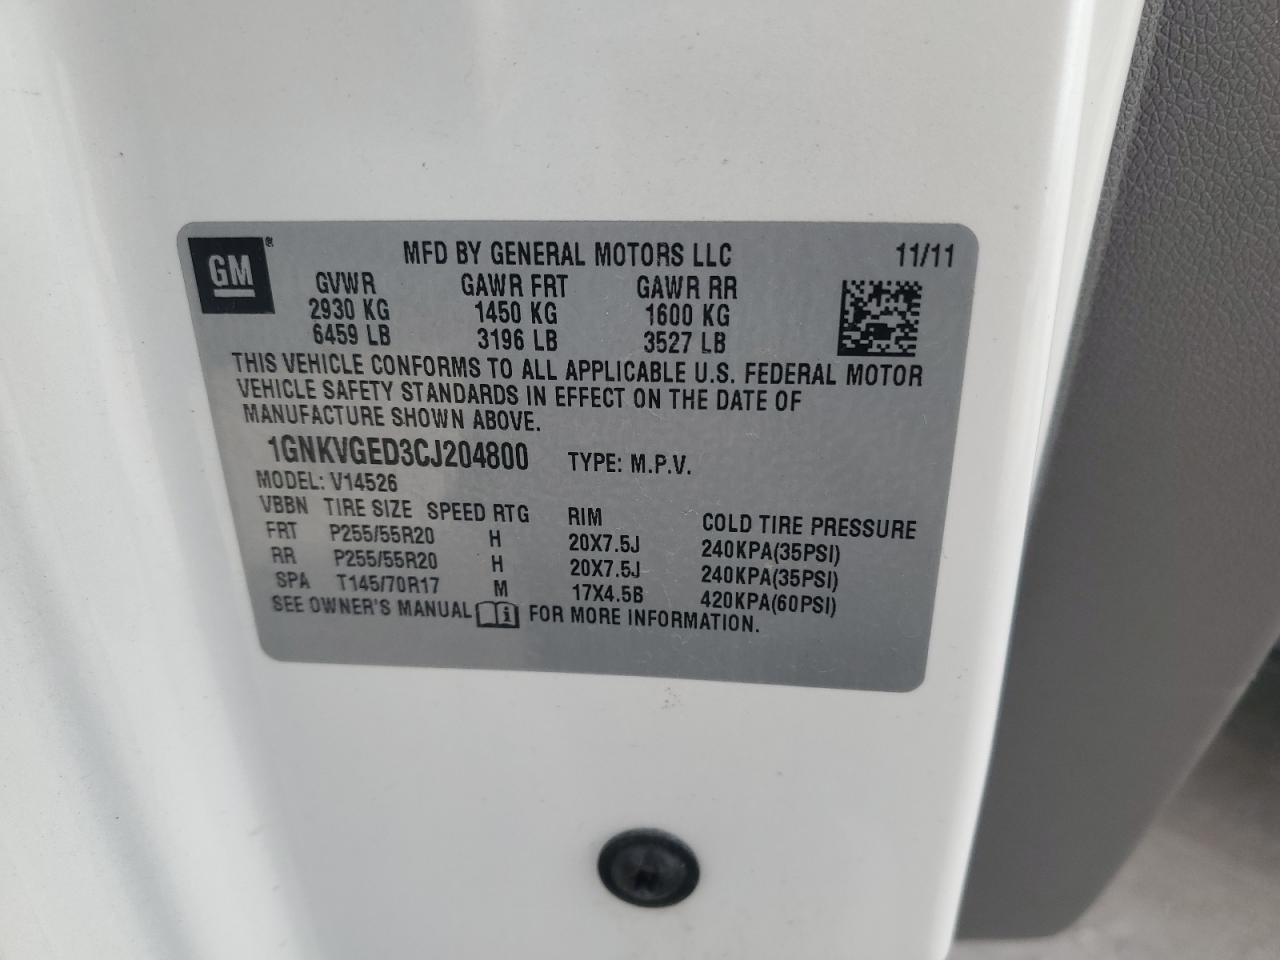 GM® MFD BY GENERAL MOTORS LLC 11/11
GVWR GAWR FRT GAWR RR
2930 KG 1450 KG 1600 KG
6459 LB 3196 LB 3527 LB
THIS VEHICLE CONFORMS TO ALL APPLICABLE U.S. FEDERAL MOTOR
VEHICLE SAFETY STANDARDS IN EFFECT ON THE DATE OF
MANUFACTURE SHOWN ABOVE.
1GNKVGED3CJ204800 TYPE: M.P.V.
MODEL: V14526
VBBN TIRE SIZE SPEED RTG RIM COLD TIRE PRESSURE
FRT P255/55R20 H 20X7.5J 240KPA(35PSI)
RR P255/55R20 H 20X7.5J 240KPA(35PSI)
SPA T145/70R17 M 17X4.5B 420KPA(60PSI)
SEE OWNER'S MANUAL i FOR MORE INFORMATION.